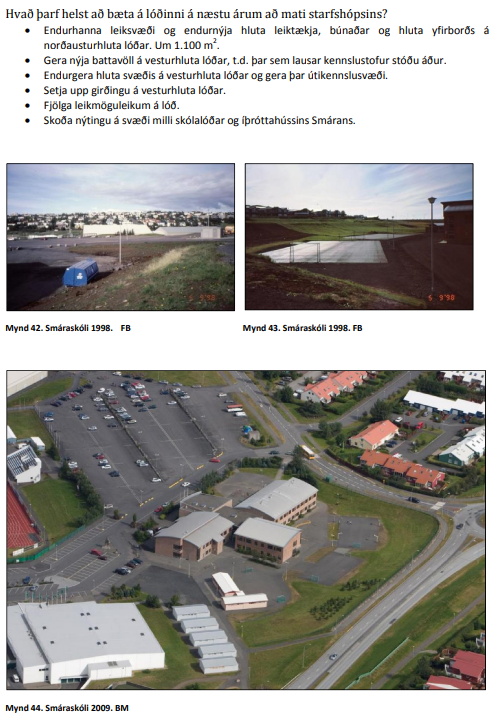 Hvað þarf helst að bæta á lóðinni á næstu árum að mati starfshópsins?
• Endurhanna leiksvæði og endurnýja hluta leiktækja, búnaðar og hluta yfirborðs á
norðausturhluta lóðar. Um 1.100 m².
• Gera nýja battavöll á vesturhluta lóðar, t.d. þar sem lausar kennslustofur stóðu áður.
• Endurgera hluta svæðis á vesturhluta lóðar og gera þar útikennslusvæði.
• Setja upp girðingu á vesturhluta lóðar.
• Fjölga leikmöguleikum á lóð.
• Skoða nýtingu á svæði milli skólalóðar og íþróttahússins Smárans.
5 9'98
5 9'98
Mynd 42. Smáraskóli 1998. FB
Mynd 43. Smáraskóli 1998. FB
Mynd 44. Smáraskóli 2009. BM